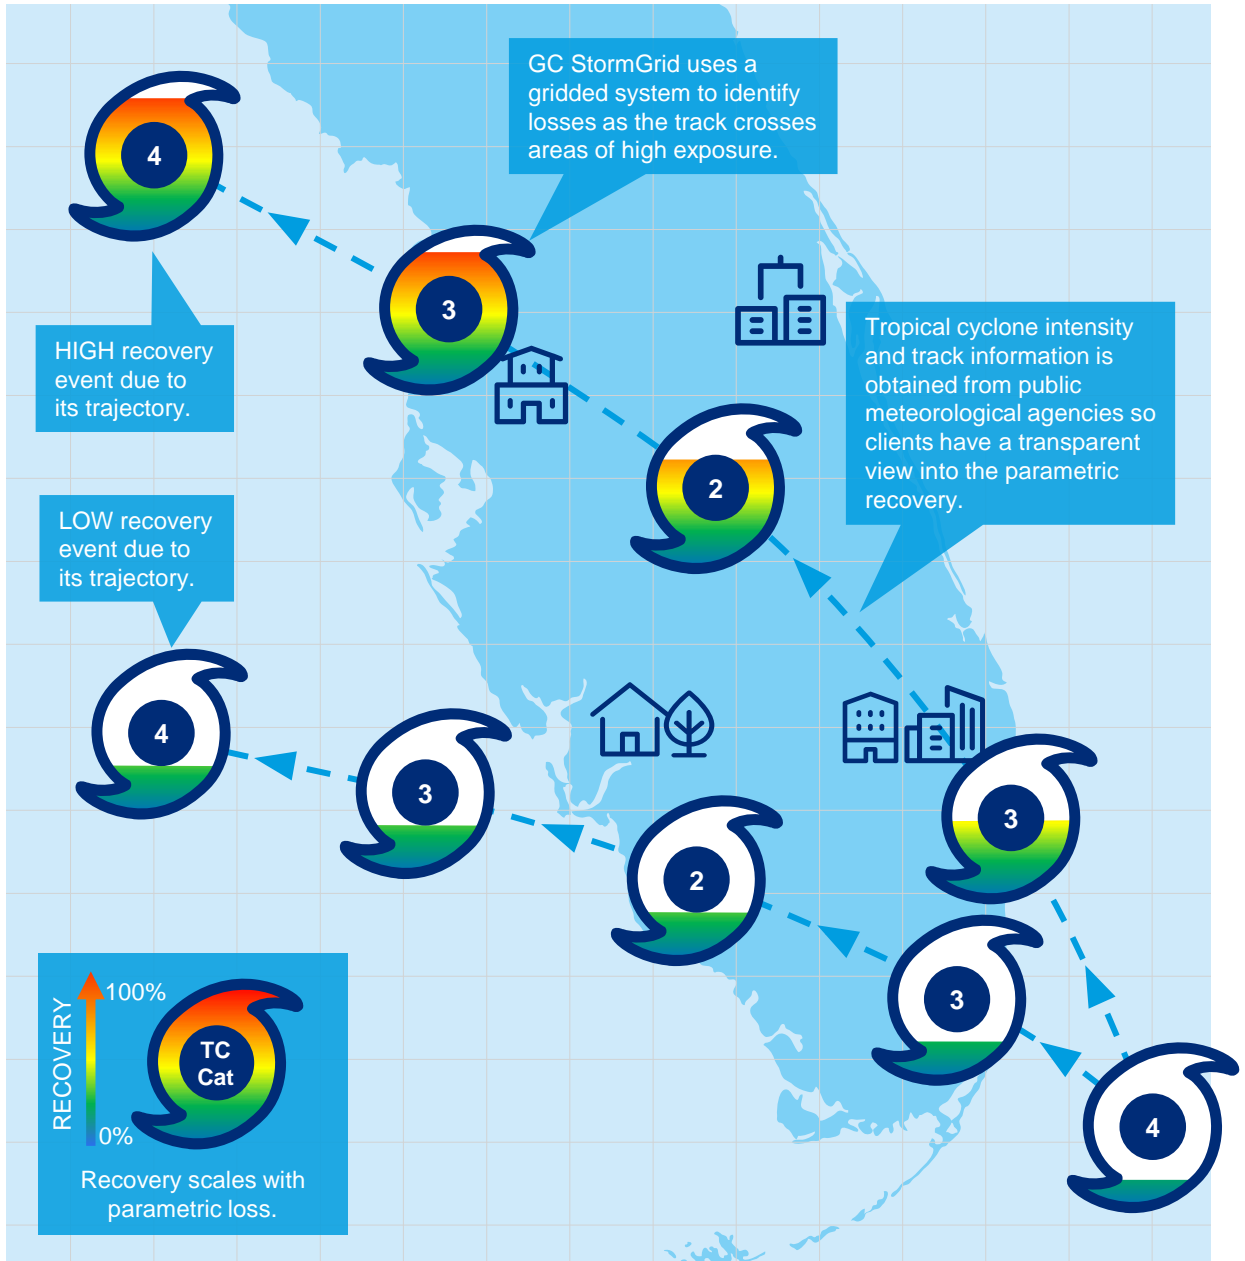 GC StormGrid uses a
gridded system to identify
losses as the track crosses
areas of high exposure.
4
3
HIGH recovery
event due to
its trajectory.
Tropical cyclone intensity
and track information is
obtained from public
meteorological agencies so
clients have a transparent
view into the parametric
recovery.
2
LOW recovery
event due to
its trajectory.
4
3
3
2
3
4
RECOVERY
100%
0%
TC
Cat
Recovery scales with
parametric loss.